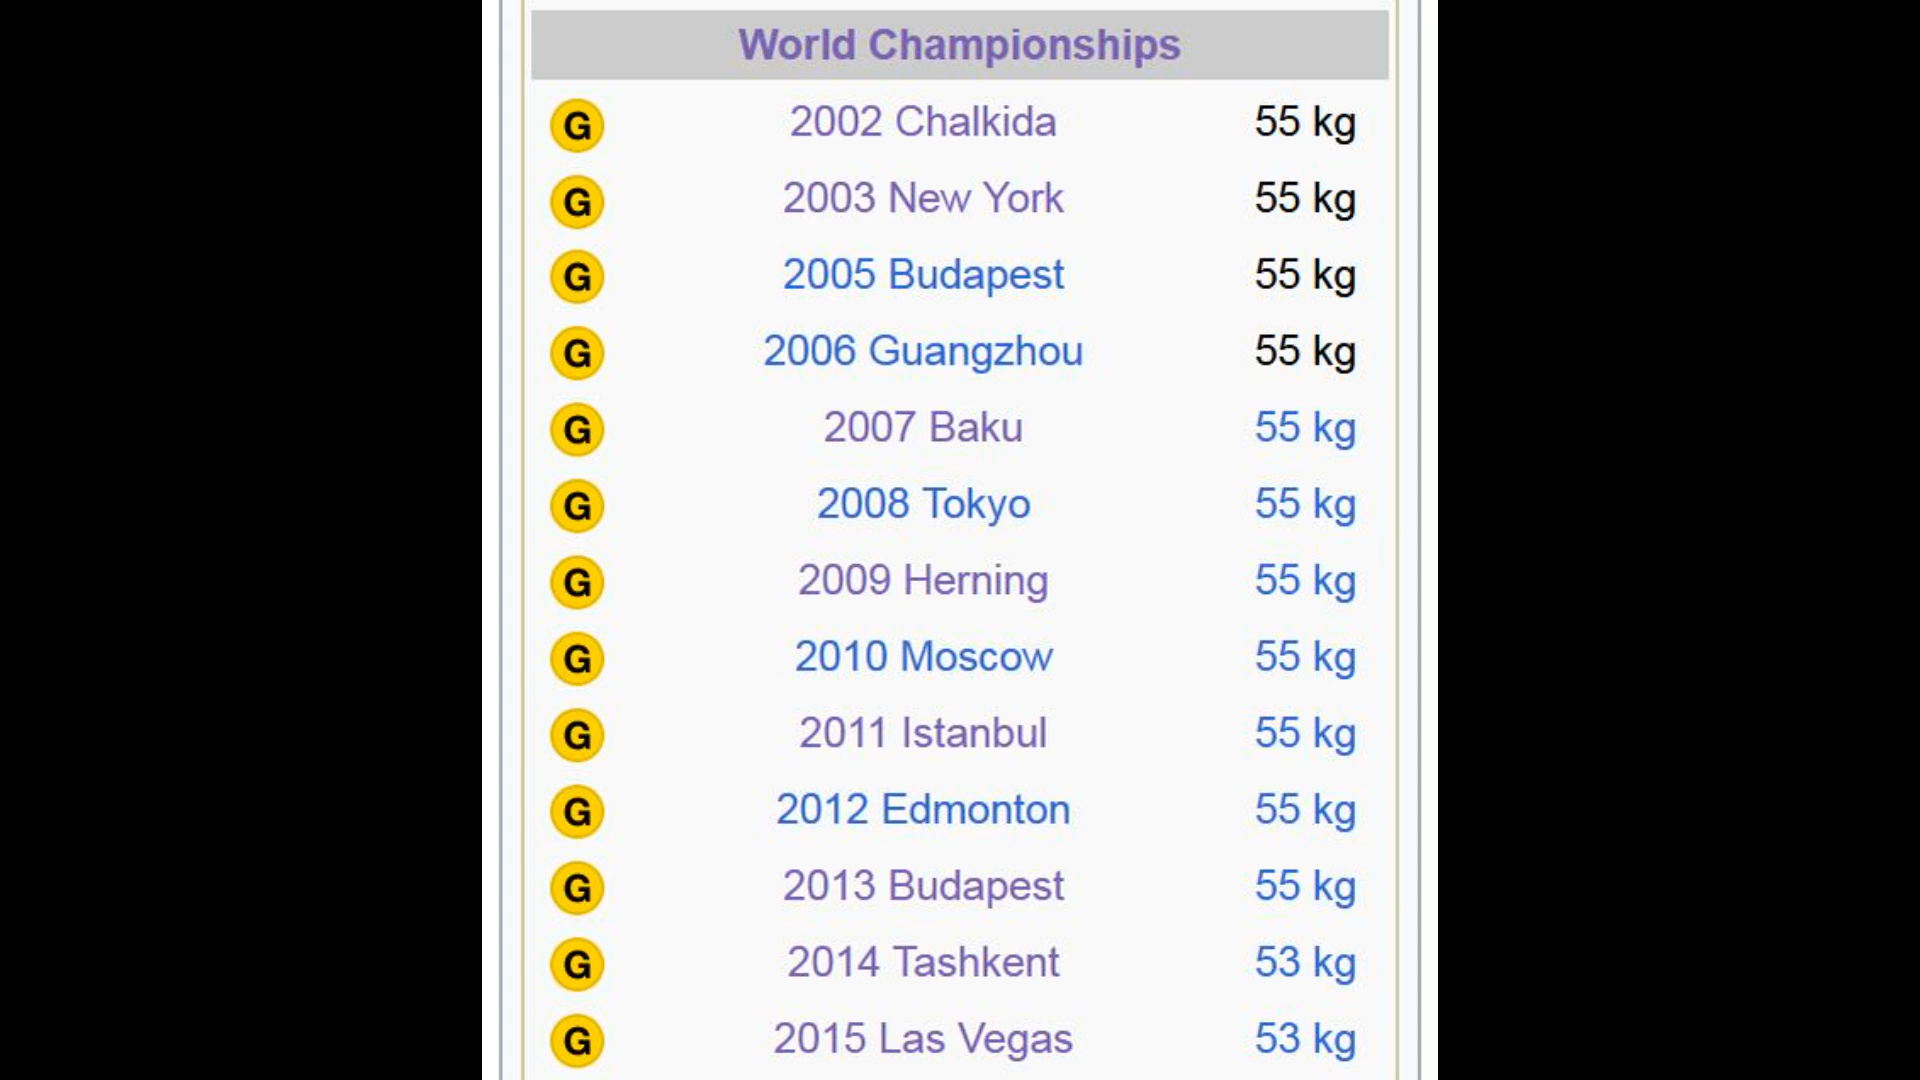 World Championships
G 2002 Chalkida 55 kg
G 2003 New York 55 kg
G 2005 Budapest 55 kg
G 2006 Guangzhou 55 kg
G 2007 Baku 55 kg
G 2008 Tokyo 55 kg
G 2009 Herning 55 kg
G 2010 Moscow 55 kg
G 2011 Istanbul 55 kg
G 2012 Edmonton 55 kg
G 2013 Budapest 55 kg
G 2014 Tashkent 53 kg
G 2015 Las Vegas 53 kg